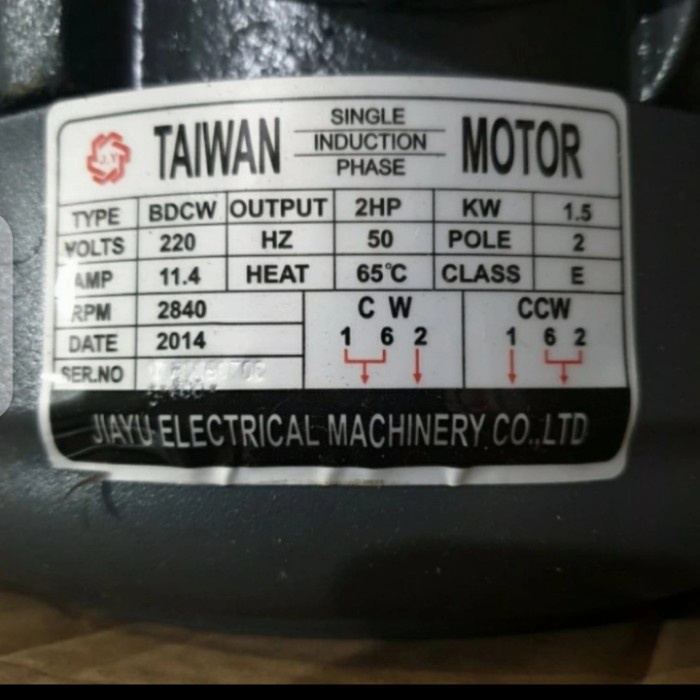 J.Y
TAIWAN SINGLE INDUCTION PHASE MOTOR
TYPE BDCW OUTPUT 2HP KW 1.5
VOLTS 220 HZ 50 POLE 2
AMP 11.4 HEAT 65℃ CLASS E
RPM 2840 CW CCW
DATE 2014 1 6 2 1 6 2
SER.NO
JIAYU ELECTRICAL MACHINERY CO.,LTD